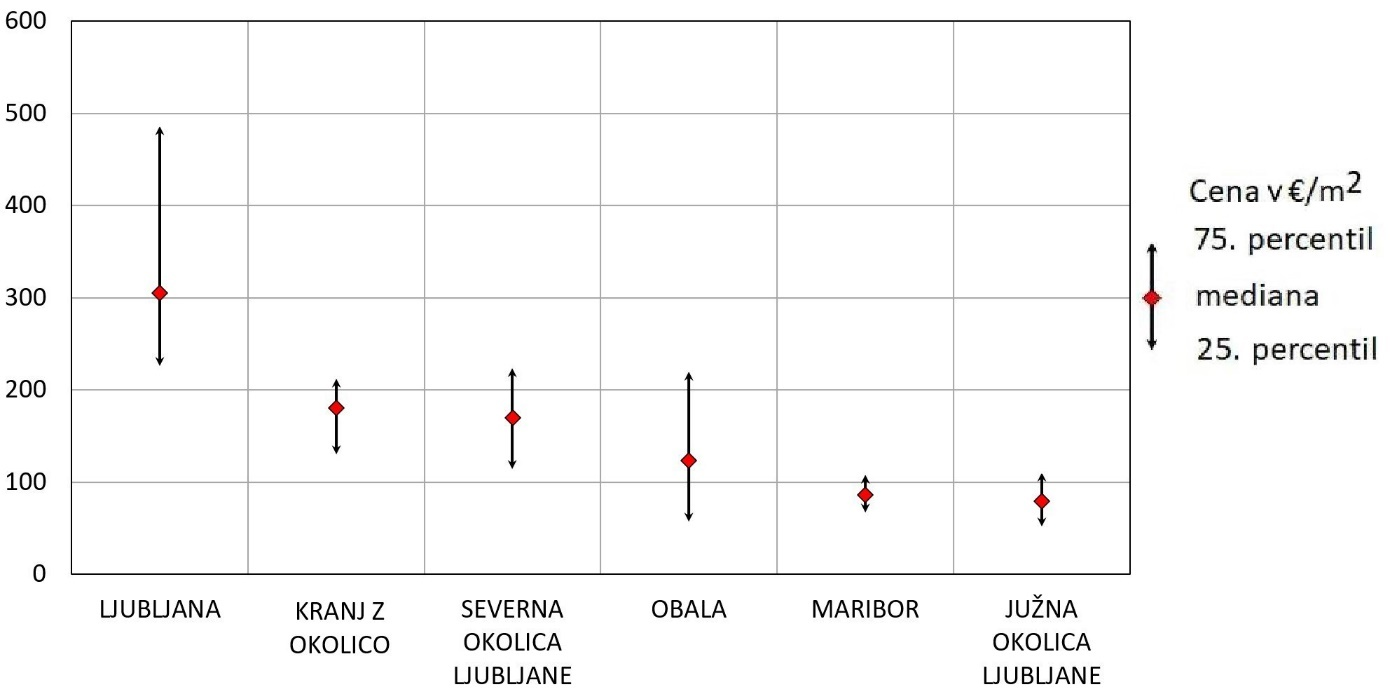 600
500
400
300
200
100
0
LJUBLJANA
KRANJ Z
OKOLICO
SEVERNA
OKOLICA
LJUBLJANE
OBALA
MARIBOR
JUŽNA
OKOLICA
LJUBLJANE
Cena v €/m²
75. percentil
mediana
25. percentil